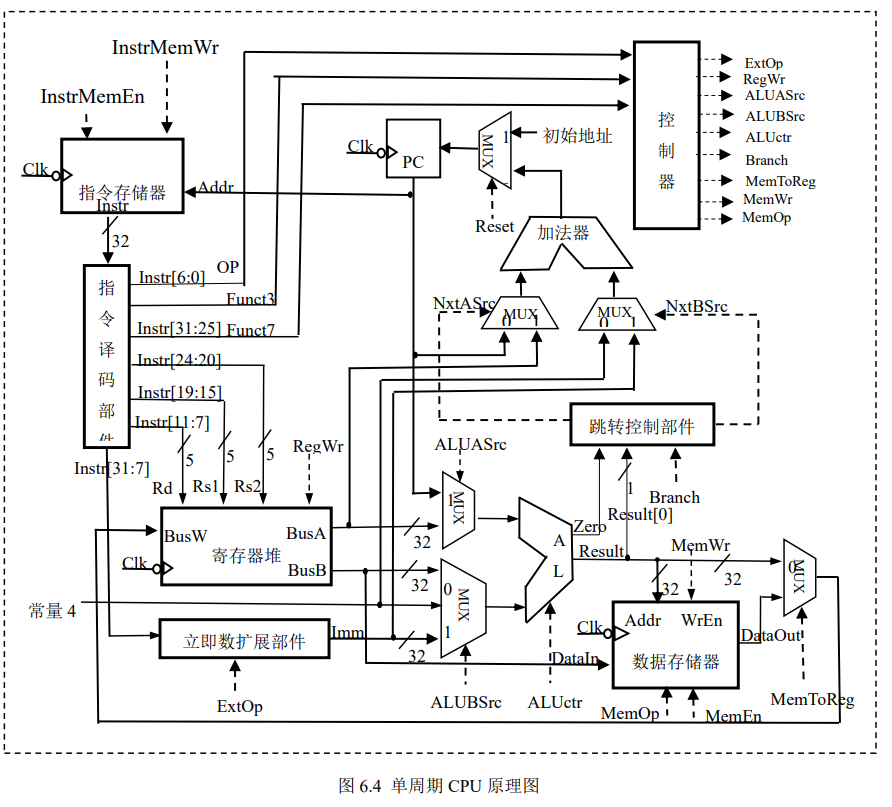 InstrMemWr
InstrMemEn
Clk
指令存储器
Addr
Instr
32
Clk
PC
MUX
1
初始地址
Reset
加法器
控
制
器
ExtOp
RegWr
ALUASrc
ALUBSrc
ALUctr
Branch
MemToReg
MemWr
MemOp
指
令
译
码
部
件
Instr[6:0]
OP
Funct3
Instr[31:25]
Funct7
Instr[24:20]
Instr[19:15]
Instr[11:7]
Instr[31:7]
5
5
5
Rd
Rs1
Rs2
RegWr
NxtASrc
MUX
0
1
MUX
0
1
NxtBSrc
跳转控制部件
Branch
1
Result[0]
ALUASrc
1
MUX
BusW
BusA
寄存器堆
BusB
Clk
32
32
常量 4
0
MUX
1
立即数扩展部件
Imm
32
ExtOp
ALUBSrc
A
L
Zero
Result
ALUctr
MemWr
32
32
Clk
Addr
WrEn
数据存储器
DataIn
DataOut
MemOp
MemEn
0
MUX
MemToReg
图 6.4 单周期 CPU 原理图